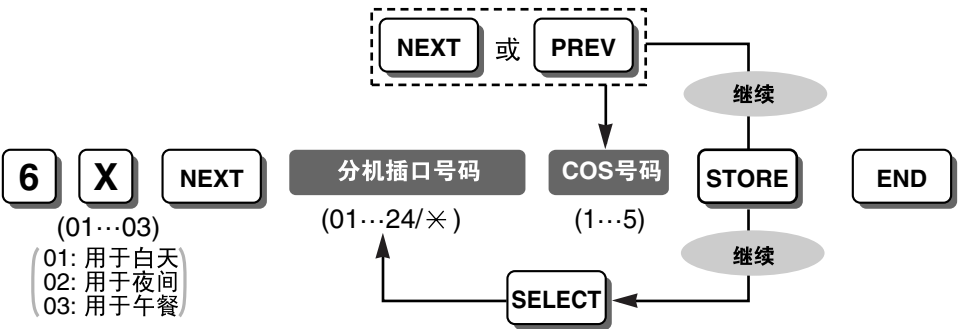 NEXT 或 PREV
继续
6 X NEXT 分机插口号码 COS号码 STORE END
(01…03) (01…24/✳) (1…5)
01: 用于白天
02: 用于夜间
03: 用于午餐
继续
SELECT